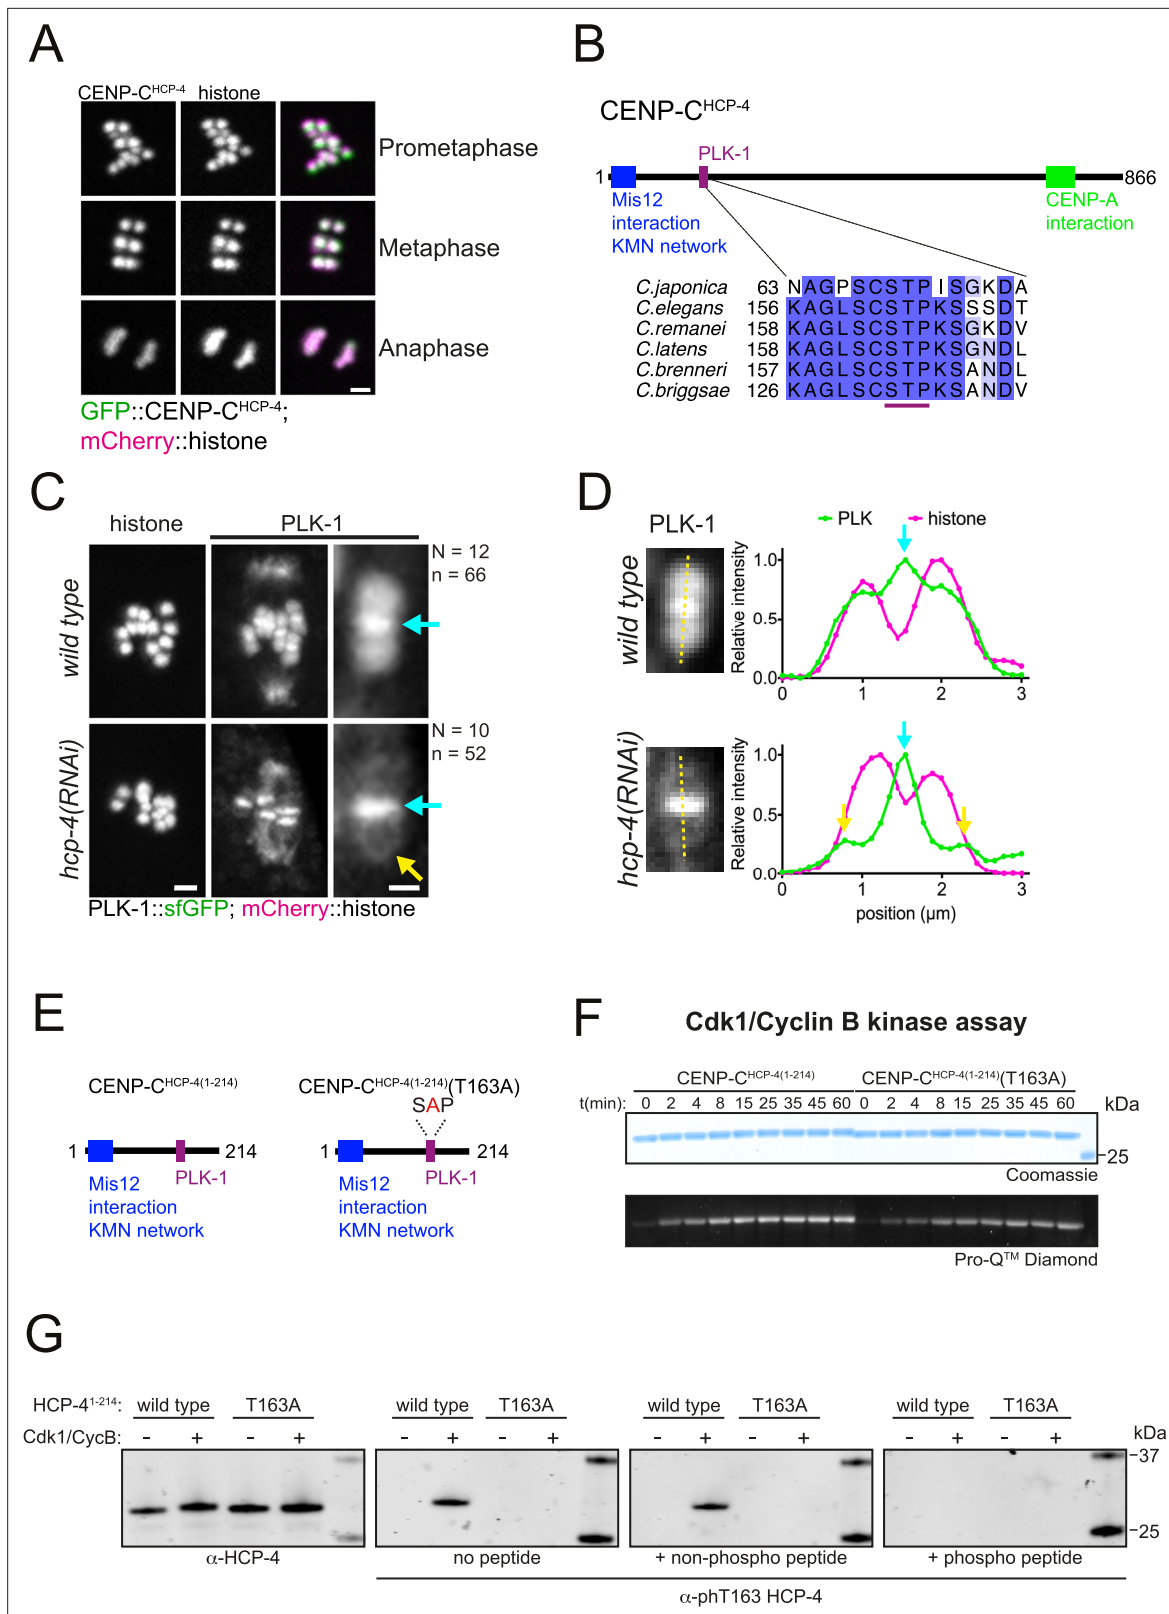 A
CENP-C^HCP-4 histone
Prometaphase
Metaphase
Anaphase
GFP::CENP-C^HCP-4;
mCherry::histone
B
CENP-C^HCP-4
PLK-1
1 866
Mis12
interaction
KMN network
CENP-A
interaction
C.japonica 63 NAGPSCSTPISGKDA
C.elegans 156 KAGLSCSTPKSSSDT
C.remanei 158 KAGLSCSTPKSGKDV
C.latens 158 KAGLSCSTPKSGNDL
C.brenneri 157 KAGLSCSTPKSANDL
C.briggsae 126 KAGLSCSTPKSANDV
C
histone PLK-1
wild type
N = 12
n = 66
hcp-4(RNAi)
N = 10
n = 52
PLK-1::sfGFP; mCherry::histone
D
PLK-1
PLK histone
wild type
Relative intensity
1.0
0.5
0.0
0 1 2 3
hcp-4(RNAi)
Relative intensity
1.0
0.5
0.0
0 1 2 3
position (µm)
E
CENP-C^HCP-4(1-214)
1 214
Mis12
interaction
KMN network
PLK-1
CENP-C^HCP-4(1-214)(T163A)
SAP
1 214
Mis12
interaction
KMN network
PLK-1
F
Cdk1/Cyclin B kinase assay
CENP-C^HCP-4(1-214) CENP-C^HCP-4(1-214)(T163A)
t(min): 0 2 4 8 15 25 35 45 60 0 2 4 8 15 25 35 45 60 kDa
25
Coomassie
Pro-Q™ Diamond
G
HCP-4^1-214: wild type T163A wild type T163A wild type T163A wild type T163A
Cdk1/CycB: - + - + - + - + - + - + - + - + kDa
37
25
α-HCP-4 no peptide + non-phospho peptide + phospho peptide
α-phT163 HCP-4